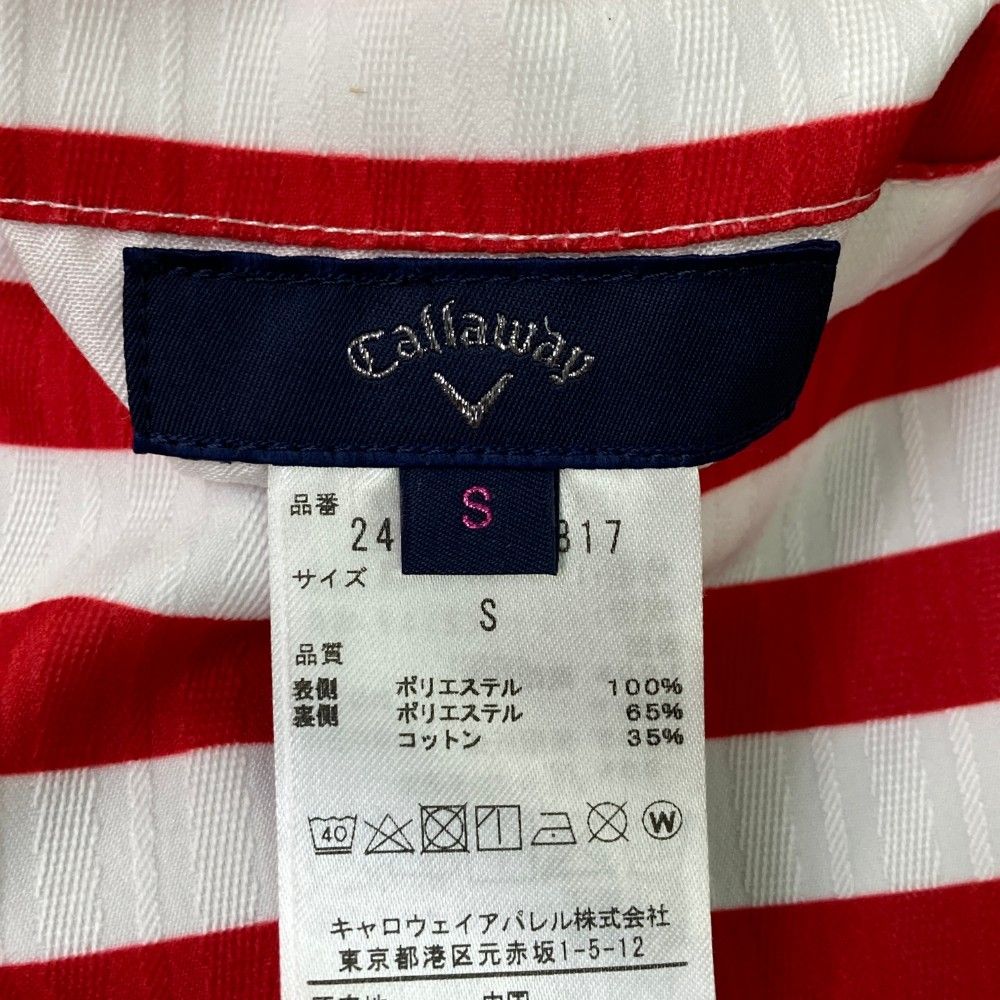 Callaway
S
品番
24 817
サイズ
S
品質
表側 ポリエステル 100%
裏側 ポリエステル 65%
コットン 35%
40 W
キャロウェイアパレル株式会社
東京都港区元赤坂1-5-12